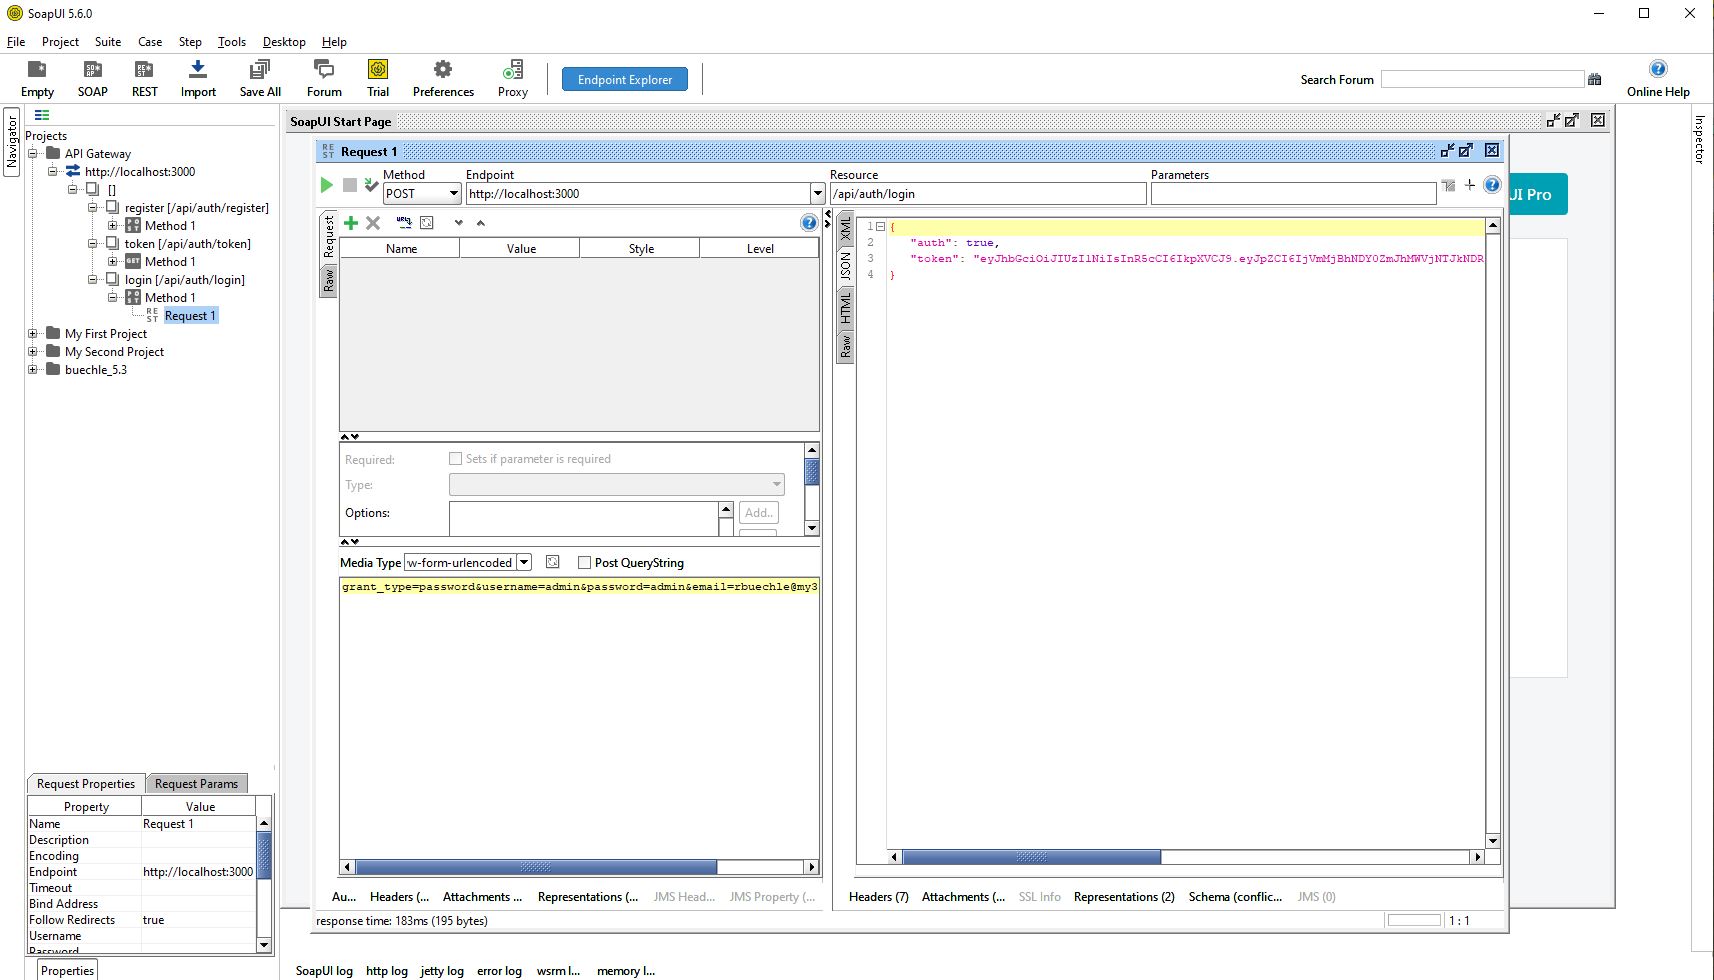 SoapUI 5.6.0
File Project Suite Case Step Tools Desktop Help
Empty SOAP REST Import Save All Forum Trial Preferences Proxy Endpoint Explorer Search Forum Online Help
Navigator
Projects
API Gateway
http://localhost:3000
[]
register [/api/auth/register]
Method 1
token [/api/auth/token]
Method 1
login [/api/auth/login]
Method 1
Request 1
My First Project
My Second Project
buechle_5.3
Request Properties Request Params
Property Value
Name Request 1
Description
Encoding
Endpoint http://localhost:3000
Timeout
Bind Address
Follow Redirects true
Username
Password
Properties
SoapUI Start Page
Inspector
UI Pro
Request 1
Method Endpoint Resource Parameters
POST http://localhost:3000 /api/auth/login
Request
Raw
Name Value Style Level
Required: Sets if parameter is required
Type:
Options: Add..
Media Type w-form-urlencoded Post QueryString
grant_type=password&username=admin&password=admin&email=rbuechle@my3
XML
JSON
HTML
Raw
1 {
2 "auth": true,
3 "token": "eyJhbGciOiJIUzI1NiIsInR5cCI6IkpXVCJ9.eyJpZCI6IjVmMjBhNDY0ZmJhMWVjNTJkNDR
4 }
Au... Headers (... Attachments ... Representations (... JMS Head... JMS Property (...
Headers (7) Attachments (... SSL Info Representations (2) Schema (conflic... JMS (0)
response time: 183ms (195 bytes) 1 : 1
SoapUI log http log jetty log error log wsrm l... memory l...